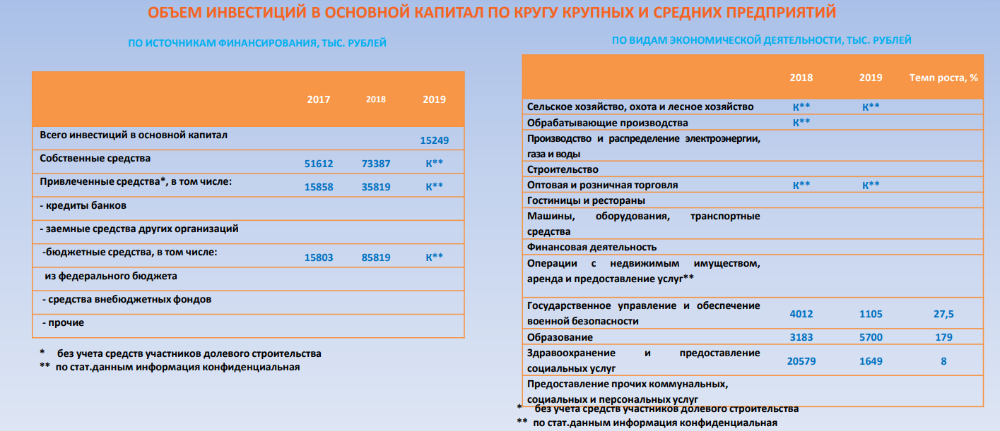 ОБЪЕМ ИНВЕСТИЦИЙ В ОСНОВНОЙ КАПИТАЛ ПО КРУГУ КРУПНЫХ И СРЕДНИХ ПРЕДПРИЯТИЙ
ПО ИСТОЧНИКАМ ФИНАНСИРОВАНИЯ, ТЫС. РУБЛЕЙ
2017 2018 2019
Всего инвестиций в основной капитал 15249
Собственные средства 51612 73387 К**
Привлеченные средства*, в том числе: 15858 35819 К**
- кредиты банков
- заемные средства других организаций
-бюджетные средства, в том числе: 15803 85819 К**
из федерального бюджета
- средства внебюджетных фондов
- прочие
* без учета средств участников долевого строительства
** по стат.данным информация конфиденциальная
ПО ВИДАМ ЭКОНОМИЧЕСКОЙ ДЕЯТЕЛЬНОСТИ, ТЫС. РУБЛЕЙ
2018 2019 Темп роста, %
Сельское хозяйство, охота и лесное хозяйство К** К**
Обрабатывающие производства К**
Производство и распределение электроэнергии,
газа и воды
Строительство
Оптовая и розничная торговля К** К**
Гостиницы и рестораны
Машины, оборудования, транспортные
средства
Финансовая деятельность
Операции с недвижимым имуществом,
аренда и предоставление услуг**
Государственное управление и обеспечение
военной безопасности 4012 1105 27,5
Образование 3183 5700 179
Здравоохранение и предоставление
социальных услуг 20579 1649 8
Предоставление прочих коммунальных,
социальных и персональных услуг
* без учета средств участников долевого строительства
** по стат.данным информация конфиденциальная